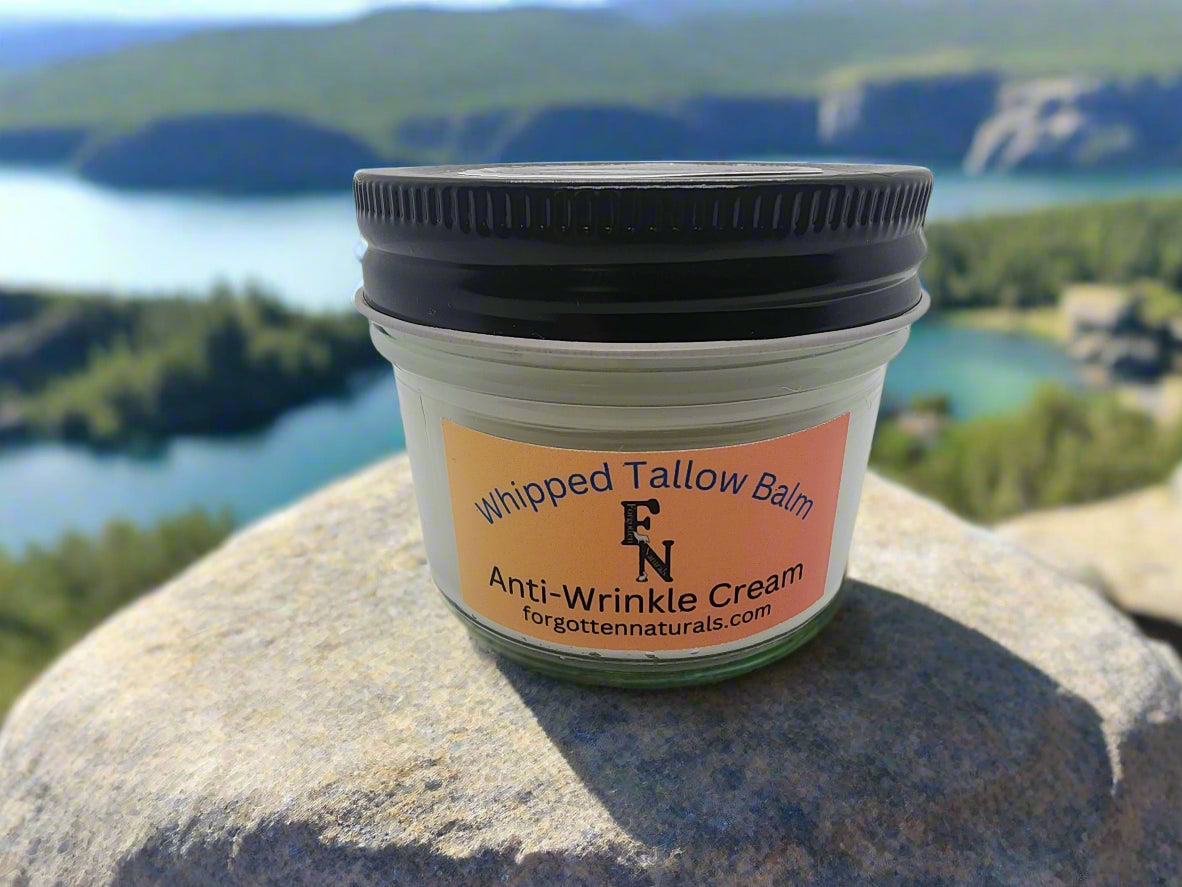 Whipped Tallow Balm
FN
Anti-Wrinkle Cream
forgottennaturals.com